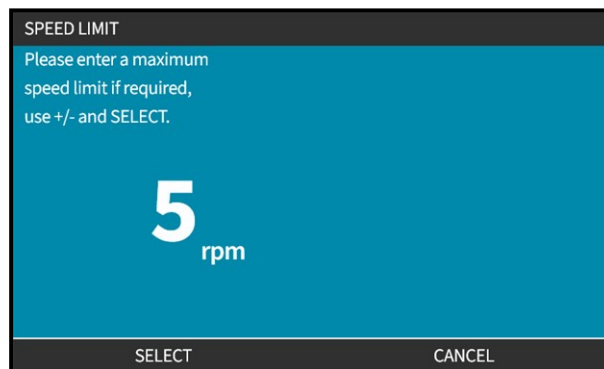 SPEED LIMIT
Please enter a maximum
speed limit if required,
use +/- and SELECT.
5 rpm
SELECT CANCEL